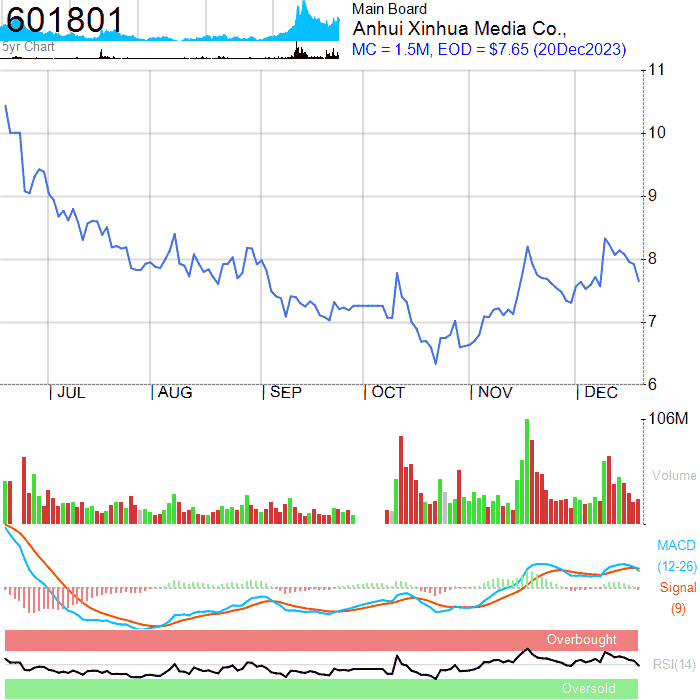 601801
5yr Chart
Main Board
Anhui Xinhua Media Co.,
MC = 1.5M, EOD = $7.65 (20Dec2023)
11
10
9
8
7
6
JUL AUG SEP OCT NOV DEC
106M
Volume
MACD
(12-26)
Signal
(9)
Overbought
RSI(14)
Oversold